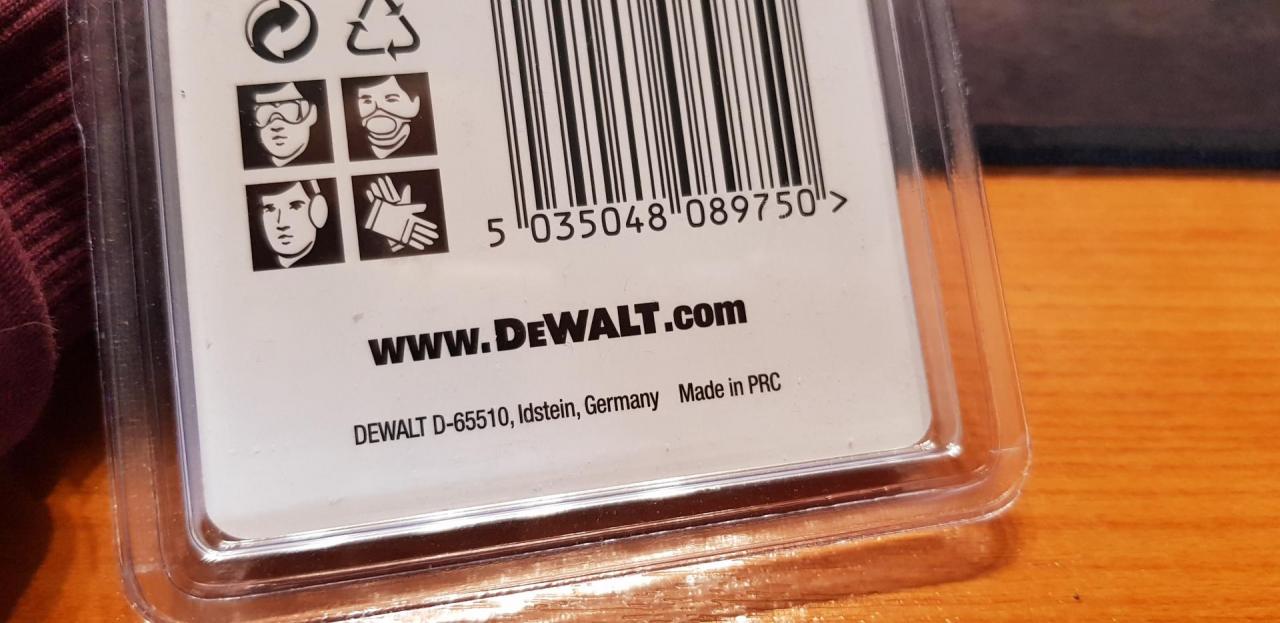 5 035048 089750 >
www.DEWALT.com
DEWALT D-65510, Idstein, Germany Made in PRC